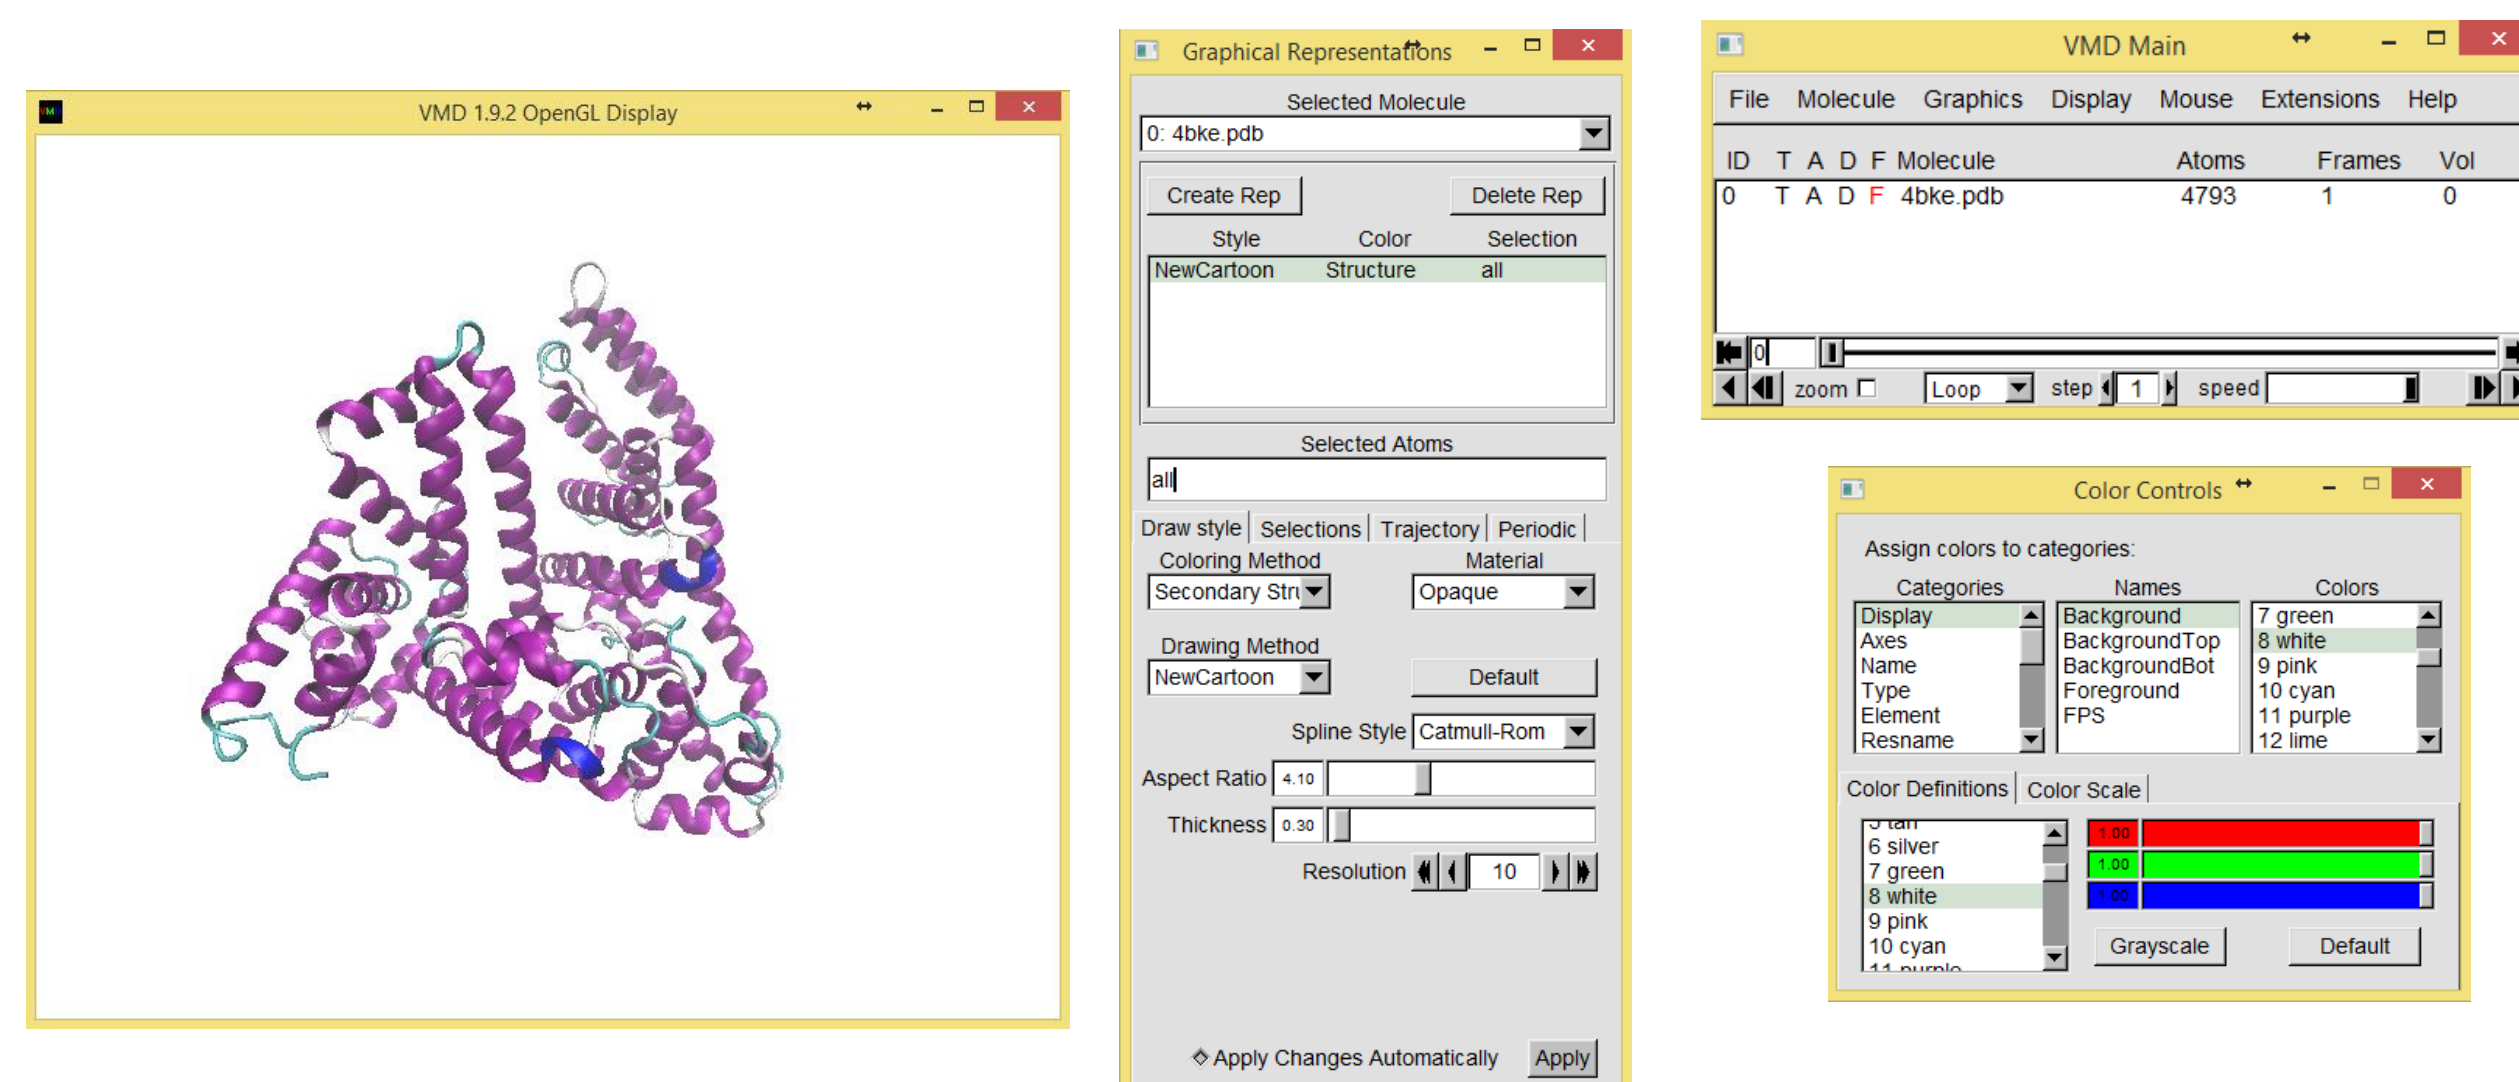 VMD 1.9.2 OpenGL Display
Graphical Representations
Selected Molecule
0: 4bke.pdb
Create Rep Delete Rep
Style Color Selection
NewCartoon Structure all
Selected Atoms
all
Draw style Selections Trajectory Periodic
Coloring Method Material
Secondary Stru Opaque
Drawing Method
NewCartoon Default
Spline Style Catmull-Rom
Aspect Ratio 4.10
Thickness 0.30
Resolution 10
Apply Changes Automatically Apply
VMD Main
File Molecule Graphics Display Mouse Extensions Help
ID T A D F Molecule Atoms Frames Vol
0 T A D F 4bke.pdb 4793 1 0
0
zoom Loop step 1 speed
Color Controls
Assign colors to categories:
Categories Names Colors
Display Background 7 green
Axes BackgroundTop 8 white
Name BackgroundBot 9 pink
Type Foreground 10 cyan
Element FPS 11 purple
Resname 12 lime
Color Definitions Color Scale
5 tan 1.00
6 silver
7 green 1.00
8 white 1.00
9 pink
10 cyan Grayscale Default
11 purple